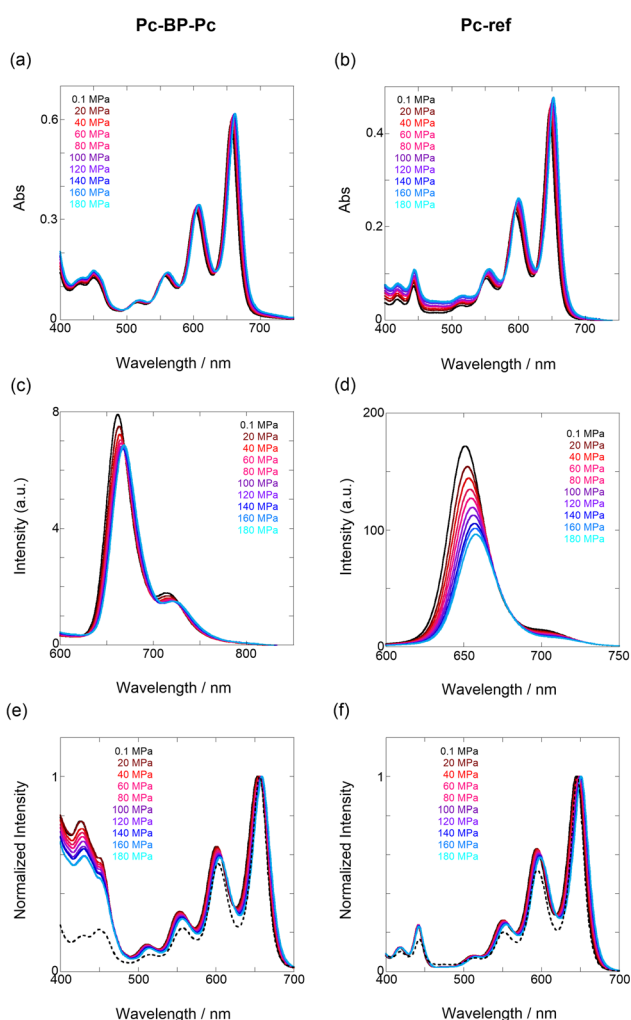 Pc-BP-Pc
Pc-ref
(a)
0.6
0.3
0
400
500
600
700
Abs
Wavelength / nm
0.1 MPa
20 MPa
40 MPa
60 MPa
80 MPa
100 MPa
120 MPa
140 MPa
160 MPa
180 MPa
(b)
0.4
0.2
0
400
500
600
700
Abs
Wavelength / nm
0.1 MPa
20 MPa
40 MPa
60 MPa
80 MPa
100 MPa
120 MPa
140 MPa
160 MPa
180 MPa
(c)
8
4
0
600
700
800
Intensity (a.u.)
Wavelength / nm
0.1 MPa
20 MPa
40 MPa
60 MPa
80 MPa
100 MPa
120 MPa
140 MPa
160 MPa
180 MPa
(d)
200
100
0
600
650
700
750
Intensity (a.u.)
Wavelength / nm
0.1 MPa
20 MPa
40 MPa
60 MPa
80 MPa
100 MPa
120 MPa
140 MPa
160 MPa
180 MPa
(e)
1
0
400
500
600
700
Normalized Intensity
Wavelength / nm
0.1 MPa
20 MPa
40 MPa
60 MPa
80 MPa
100 MPa
120 MPa
140 MPa
160 MPa
180 MPa
(f)
1
0
400
500
600
700
Normalized Intensity
Wavelength / nm
0.1 MPa
20 MPa
40 MPa
60 MPa
80 MPa
100 MPa
120 MPa
140 MPa
160 MPa
180 MPa